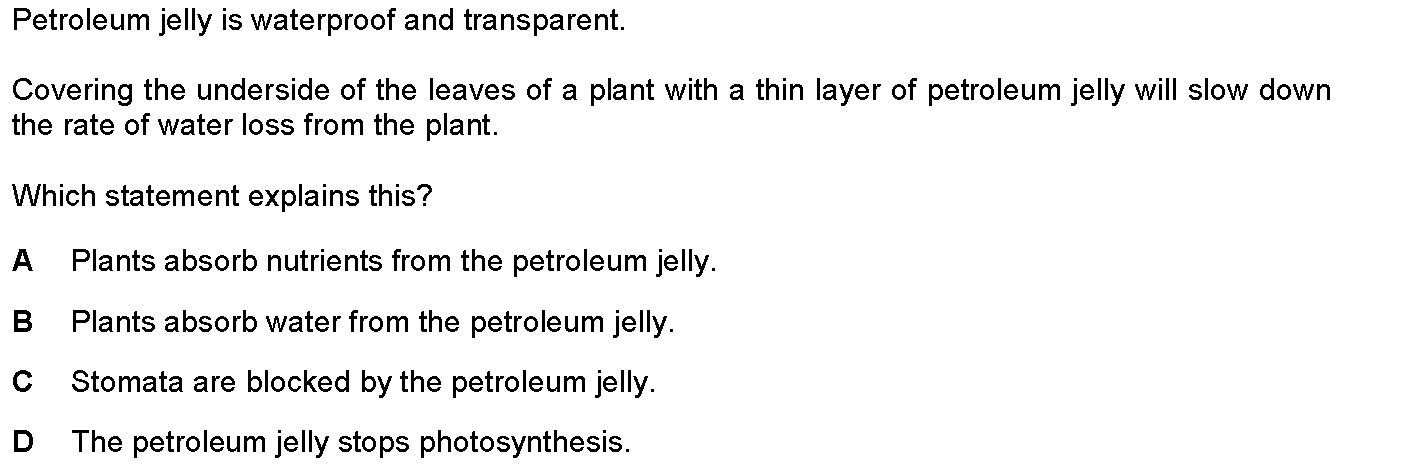 Petroleum jelly is waterproof and transparent.
Covering the underside of the leaves of a plant with a thin layer of petroleum jelly will slow down
the rate of water loss from the plant.
Which statement explains this?
A Plants absorb nutrients from the petroleum jelly.
B Plants absorb water from the petroleum jelly.
C Stomata are blocked by the petroleum jelly.
D The petroleum jelly stops photosynthesis.